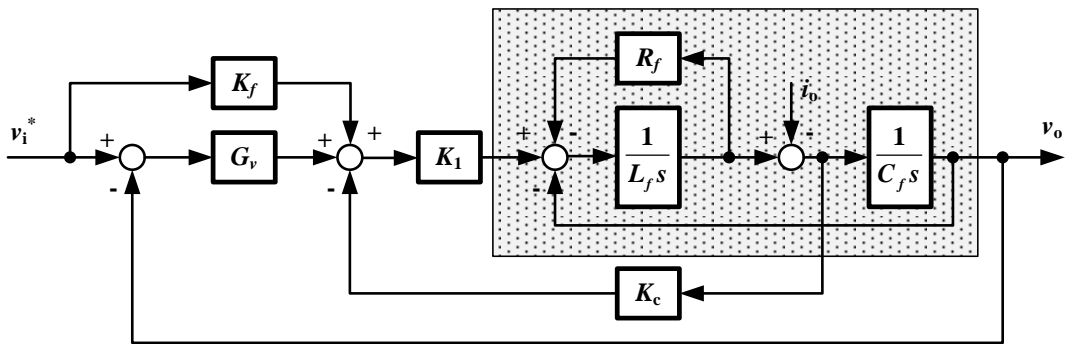 K_f
R_f
i_o
v_i^*
+
-
G_v
+
+
-
K_1
+
-
-
1
L_f s
+
-
1
C_f s
v_o
K_c